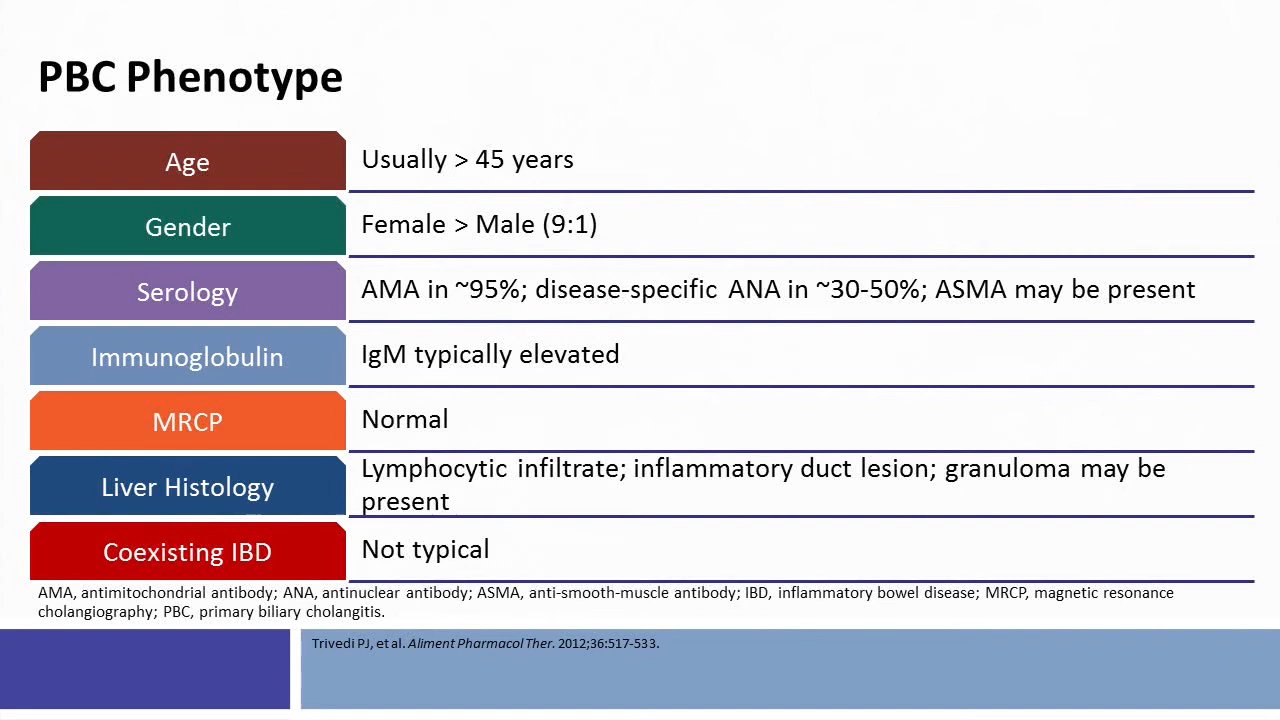 PBC Phenotype
Age
Usually > 45 years
Gender
Female > Male (9:1)
Serology
AMA in ~95%; disease-specific ANA in ~30-50%; ASMA may be present
Immunoglobulin
IgM typically elevated
MRCP
Normal
Liver Histology
Lymphocytic infiltrate; inflammatory duct lesion; granuloma may be
present
Coexisting IBD
Not typical
AMA, antimitochondrial antibody; ANA, antinuclear antibody; ASMA, anti-smooth-muscle antibody; IBD, inflammatory bowel disease; MRCP, magnetic resonance
cholangiography; PBC, primary biliary cholangitis.
Trivedi PJ, et al. Aliment Pharmacol Ther. 2012;36:517-533.